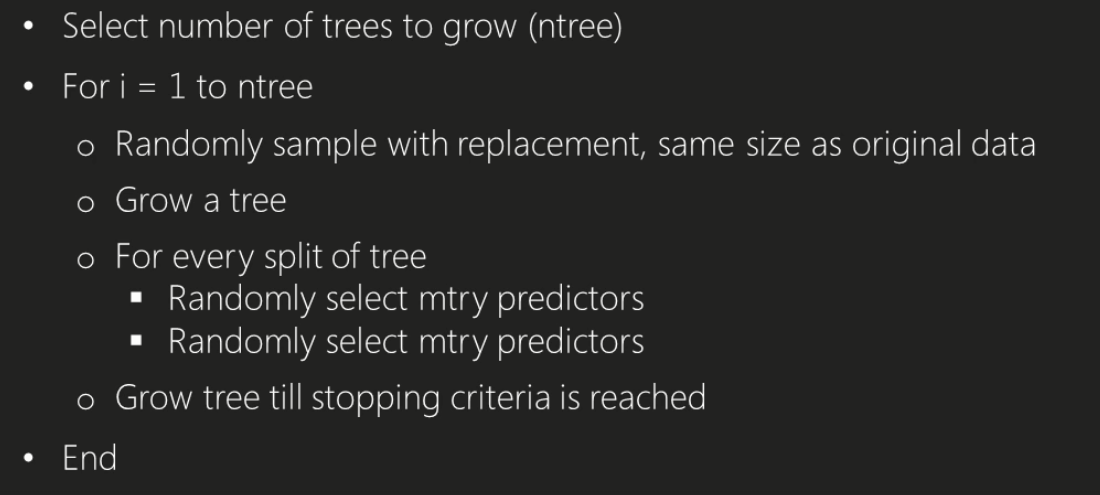 • Select number of trees to grow (ntree)
• For i = 1 to ntree
o Randomly sample with replacement, same size as original data
o Grow a tree
o For every split of tree
▪ Randomly select mtry predictors
▪ Randomly select mtry predictors
o Grow tree till stopping criteria is reached
• End